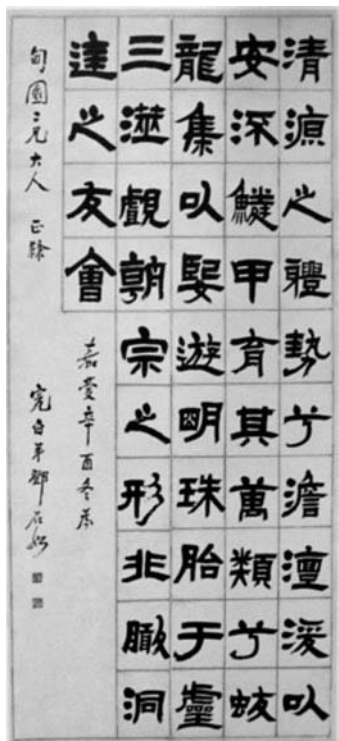 清源之體勢兮澹澶湲以
安深鱗甲育其萬類兮蛟
龍集以嬉遊明珠胎于
三澨觀朝宗之形非瞰洞
達之友會
嘉慶辛酉冬為
旬園二兄大人 正隸
完白弟鄧石如